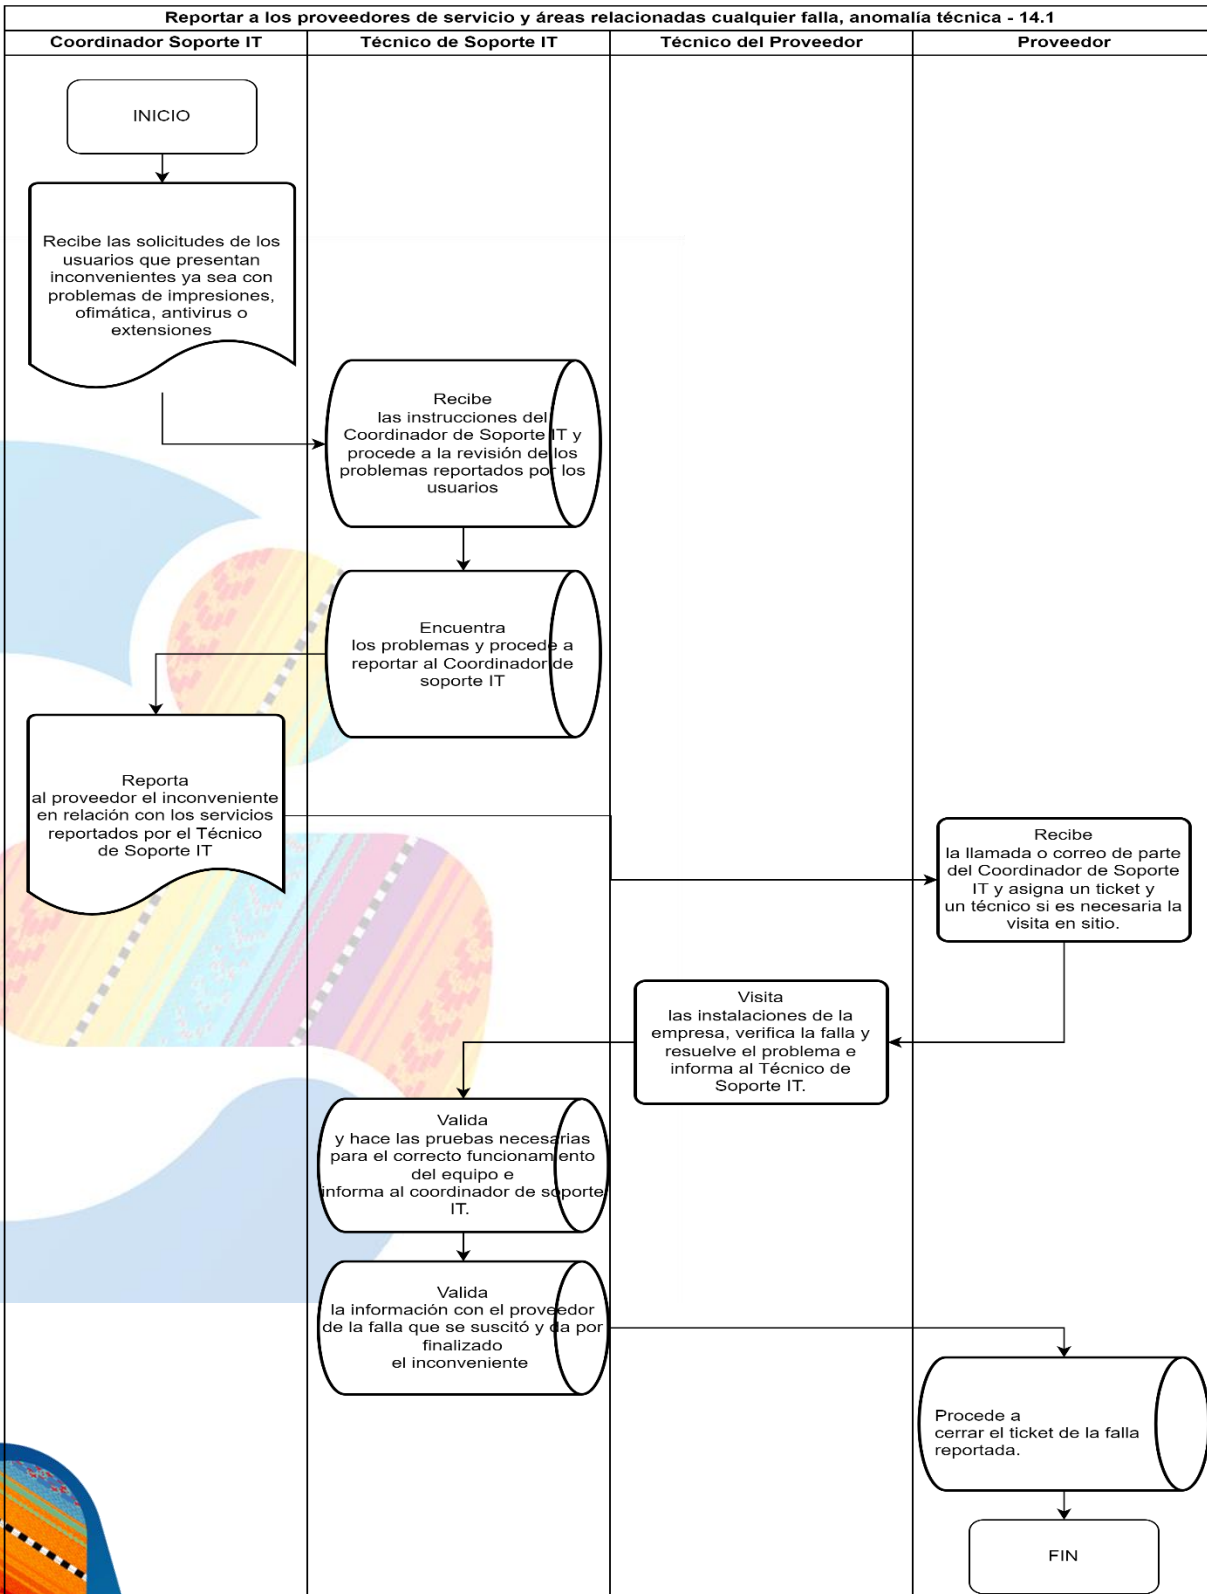 Reportar a los proveedores de servicio y áreas relacionadas cualquier falla, anomalía técnica - 14.1
Coordinador Soporte IT
Técnico de Soporte IT
Técnico del Proveedor
Proveedor
INICIO
Recibe las solicitudes de los
usuarios que presentan
inconvenientes ya sea con
problemas de impresiones,
ofimática, antivirus o
extensiones
Recibe
las instrucciones del
Coordinador de Soporte IT y
procede a la revisión de los
problemas reportados por los
usuarios
Encuentra
los problemas y procede a
reportar al Coordinador de
soporte IT
Reporta
al proveedor el inconveniente
en relación con los servicios
reportados por el Técnico
de Soporte IT
Recibe
la llamada o correo de parte
del Coordinador de Soporte
IT y asigna un ticket y
un técnico si es necesaria la
visita en sitio.
Visita
las instalaciones de la
empresa, verifica la falla y
resuelve el problema e
informa al Técnico de
Soporte IT.
Valida
y hace las pruebas necesarias
para el correcto funcionamiento
del equipo e
informa al coordinador de soporte
IT.
Valida
la información con el proveedor
de la falla que se suscitó y da por
finalizado
el inconveniente
Procede a
cerrar el ticket de la falla
reportada.
FIN